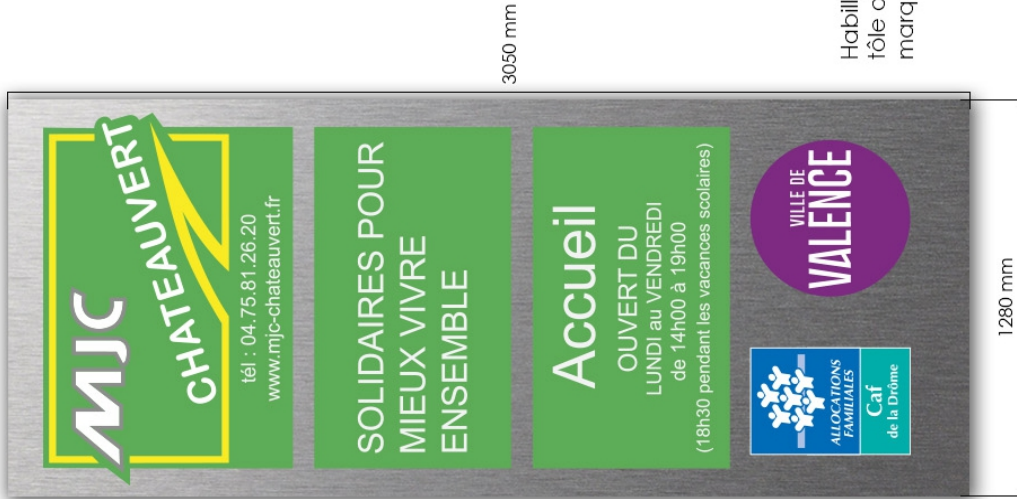 MJC
CHATEAUVERT
tél : 04.75.81.26.20
www.mjc-chateauvert.fr
SOLIDAIRES POUR
MIEUX VIVRE
ENSEMBLE
Accueil
OUVERT DU
LUNDI au VENDREDI
de 14h00 à 19h00
(18h30 pendant les vacances scolaires)
ALLOCATIONS
FAMILIALES
Caf
de la Drôme
VILLE DE
VALENCE
3050 mm
1280 mm
Habill
tôle
marq